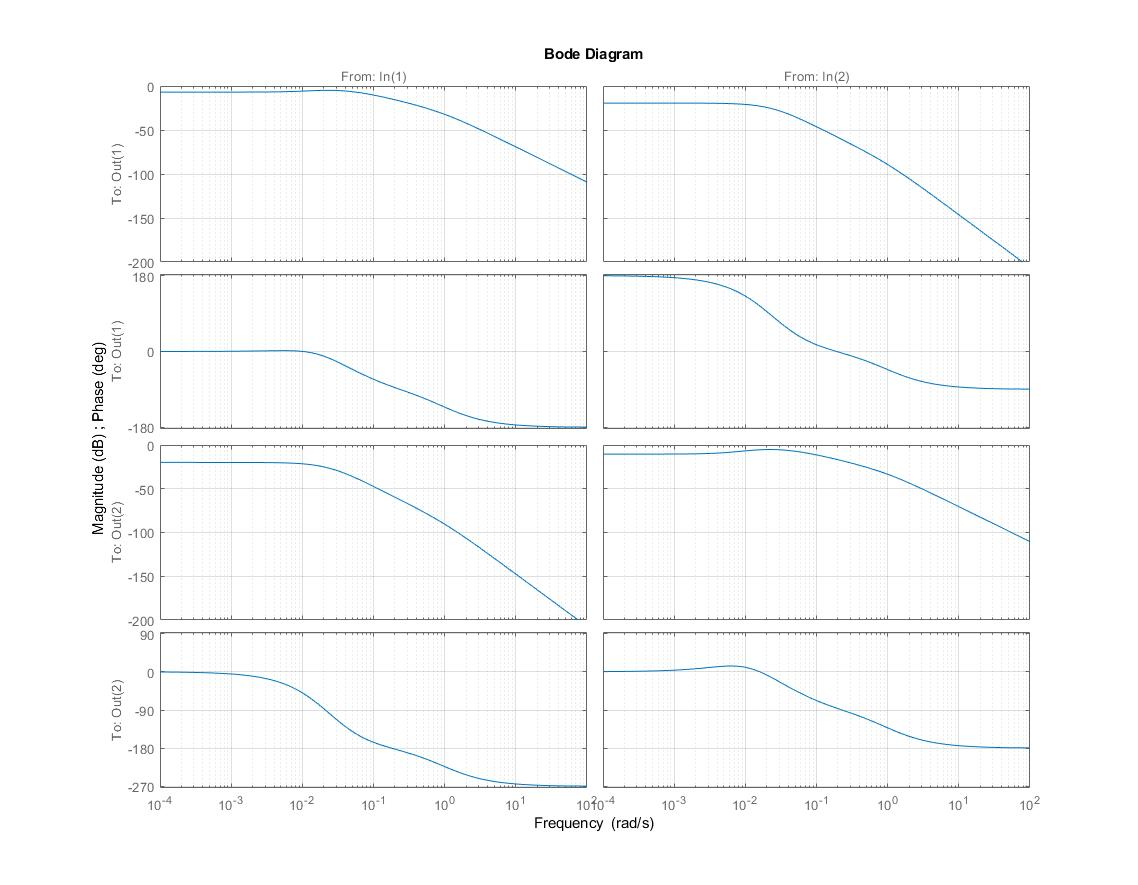 Bode Diagram
From: In(1)
From: In(2)
Magnitude (dB) ; Phase (deg)
To: Out(1)
0
-50
-100
-150
-200
To: Out(1)
180
0
-180
To: Out(2)
0
-50
-100
-150
-200
To: Out(2)
90
0
-90
-180
-270
10^-4 10^-3 10^-2 10^-1 10^0 10^1 10^2
10^-4 10^-3 10^-2 10^-1 10^0 10^1 10^2
Frequency (rad/s)